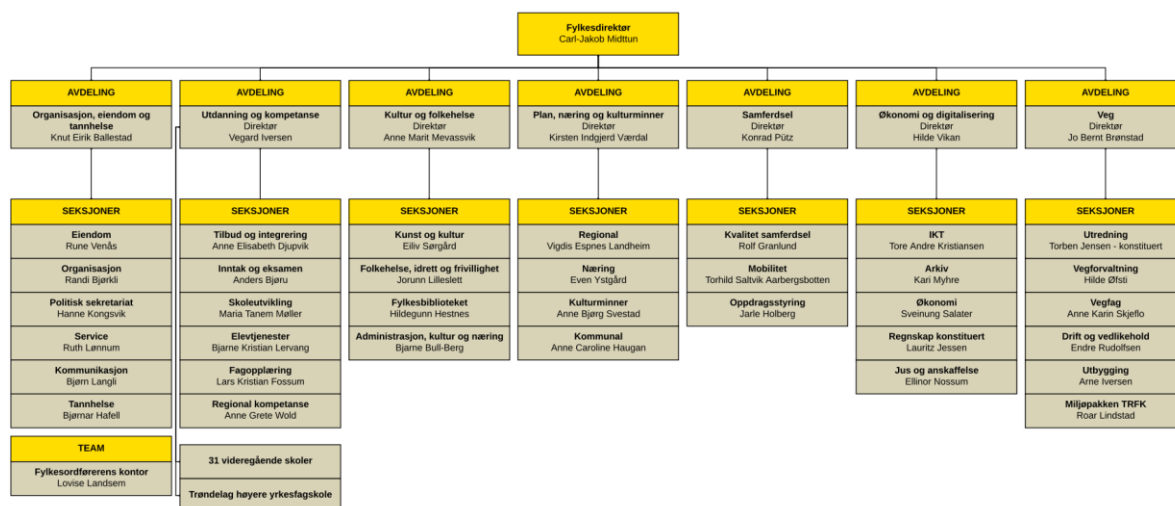 Fylkesdirektør
Carl-Jakob Midttun
AVDELING
Organisasjon, eiendom og
tannhelse
Knut Eirik Ballestad
SEKSJONER
Eiendom
Rune Venås
Organisasjon
Randi Bjørkli
Politisk sekretariat
Hanne Kongsvik
Service
Ruth Lønnum
Kommunikasjon
Bjørn Langli
Tannhelse
Bjørnar Hafell
TEAM
Fylkesordførerens kontor
Lovise Landsem
AVDELING
Utdanning og kompetanse
Direktør
Vegard Iversen
SEKSJONER
Tilbud og integrering
Anne Elisabeth Djupvik
Inntak og eksamen
Anders Bjøru
Skoleutvikling
Maria Tanem Møller
Elevtjenester
Bjarne Kristian Lervang
Fagopplæring
Lars Kristian Fossum
Regional kompetanse
Anne Grete Wold
31 videregående skoler
Trøndelag høyere yrkesfagskole
AVDELING
Kultur og folkehelse
Direktør
Anne Marit Mevassvik
SEKSJONER
Kunst og kultur
Eiliv Sørgård
Folkehelse, idrett og frivillighet
Jorunn Lilleslett
Fylkesbiblioteket
Hildegunn Hestnes
Administrasjon, kultur og næring
Bjarne Bull-Berg
AVDELING
Plan, næring og kulturminner
Direktør
Kirsten Indgjerd Værdal
SEKSJONER
Regional
Vigdis Espnes Landheim
Næring
Even Ystgård
Kulturminner
Anne Bjørg Svestad
Kommunal
Anne Caroline Haugan
AVDELING
Samferdsel
Direktør
Konrad Pütz
SEKSJONER
Kvalitet samferdsel
Rolf Granlund
Mobilitet
Torhild Saltvik Aarbergsbotten
Oppdragsstyring
Jarle Holberg
AVDELING
Økonomi og digitalisering
Direktør
Hilde Vikan
SEKSJONER
IKT
Tore Andre Kristiansen
Arkiv
Kari Myhre
Økonomi
Sveinung Salater
Regnskap konstituert
Lauritz Jessen
Jus og anskaffelse
Ellinor Nossum
AVDELING
Veg
Direktør
Jo Bernt Brønstad
SEKSJONER
Utredning
Torben Jensen - konstituert
Vegforvaltning
Hilde Øfsti
Vegfag
Anne Karin Skjeflo
Drift og vedlikehold
Endre Rudolfsen
Utbygging
Arne Iversen
Miljøpakken TRFK
Roar Lindstad